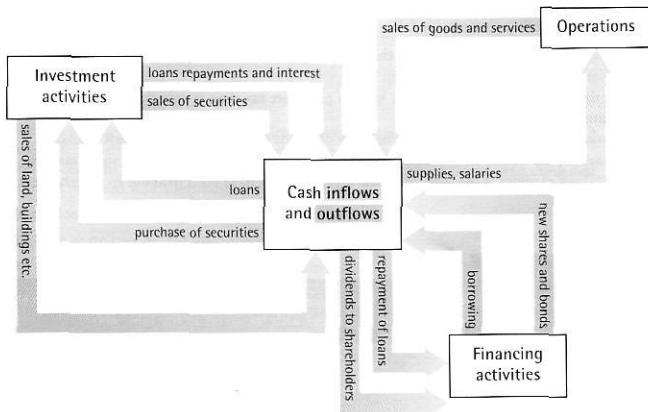 sales of goods and services
Operations
Investment
activities
loans repayments and interest
sales of securities
sales of land, buildings etc.
loans
purchase of securities
Cash inflows
and outflows
supplies, salaries
dividends to shareholders
repayment of loans
borrowing
new shares and bonds
Financing
activities